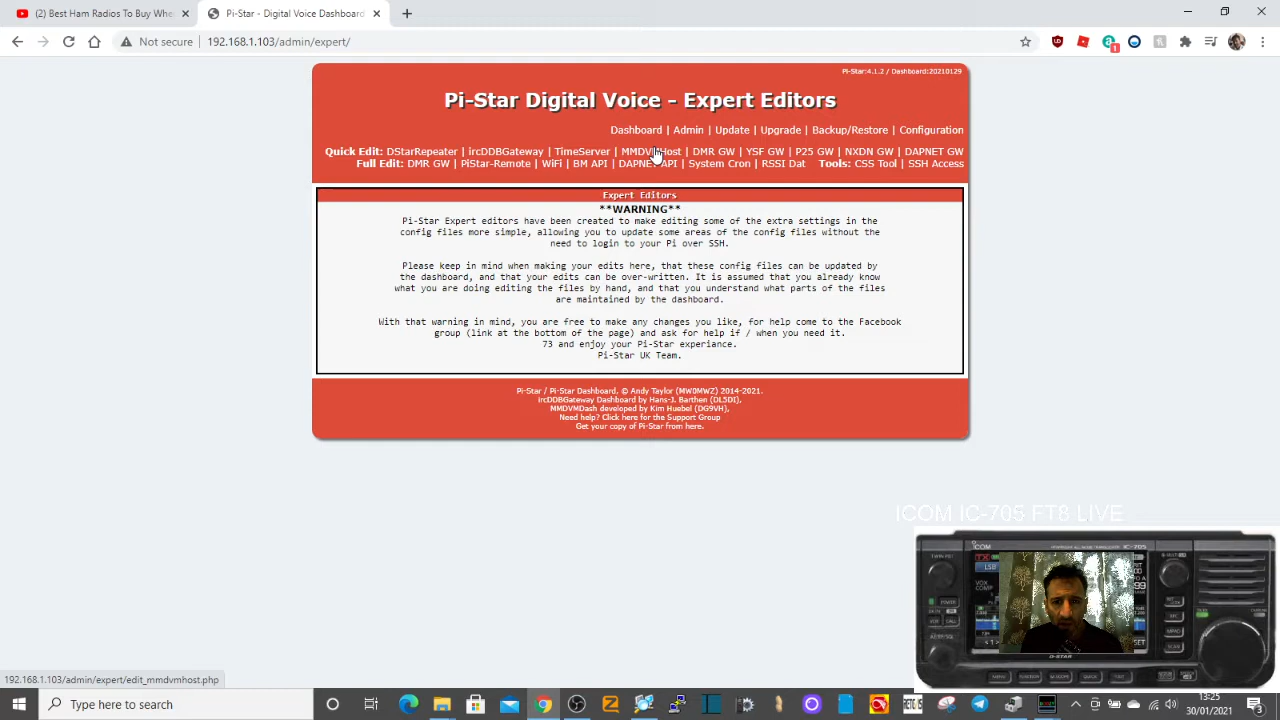 (2) Best Ham Radios To Buy Whe
Pi-Star - Digital Voice Dashboard
Not secure
192.168.1.103/admin/expert/
1
Pi-Star:4.1.2 / Dashboard:20210129
Pi-Star Digital Voice - Expert Editors
Dashboard | Admin | Update | Upgrade | Backup/Restore | Configuration
Quick Edit: DStarRepeater | ircDDBGateway | TimeServer | MMDVMHost | DMR GW | YSF GW | P25 GW | NXDN GW | DAPNET GW
Full Edit: DMR GW | PiStar-Remote | WiFi | BM API | DAPNET API | System Cron | RSSI Dat Tools: CSS Tool | SSH Access
Expert Editors
**WARNING**
Pi-Star Expert editors have been created to make editing some of the extra settings in the
config files more simple, allowing you to update some areas of the config files without the
need to login to your Pi over SSH.
Please keep in mind when making your edits here, that these config files can be updated by
the dashboard, and that your edits can be over-written. It is assumed that you already know
what you are doing editing the files by hand, and that you understand what parts of the files
are maintained by the dashboard.
With that warning in mind, you are free to make any changes you like, for help come to the Facebook
group (link at the bottom of the page) and ask for help if / when you need it.
73 and enjoy your Pi-Star experiance.
Pi-Star UK Team.
Pi-Star / Pi-Star Dashboard, © Andy Taylor (MW0MWZ) 2014-2021.
ircDDBGateway Dashboard by Hans-J. Barthen (DL5DI),
MMDVMDash developed by Kim Huebel (DG9VH),
Need help? Click here for the Support Group
Get your copy of Pi-Star from here.
ICOM IC-705 FT8 LIVE
ICOM
IC-705
TWIN PBT
TX
LSB
VOX
COMP
POWER
D-STAR
192.168.1.103/admin/expert/edit_mmdvmhost.php
Type here to search
13:25
30/01/2021